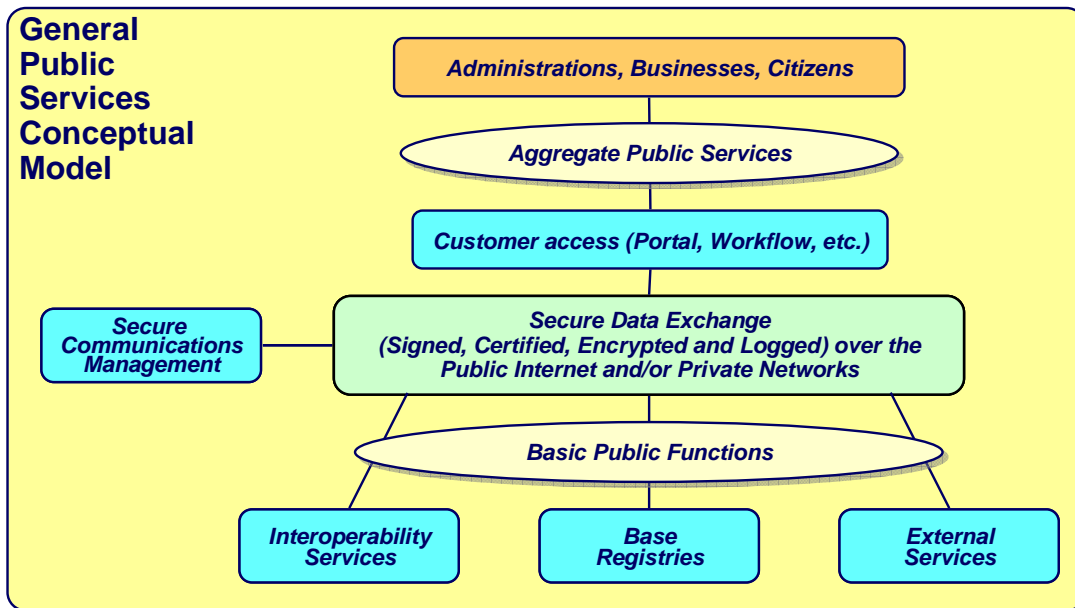 General
Public
Services
Conceptual
Model
Administrations, Businesses, Citizens
Aggregate Public Services
Customer access (Portal, Workflow, etc.)
Secure
Communications
Management
Secure Data Exchange
(Signed, Certified, Encrypted and Logged) over the
Public Internet and/or Private Networks
Basic Public Functions
Interoperability
Services
Base
Registries
External
Services